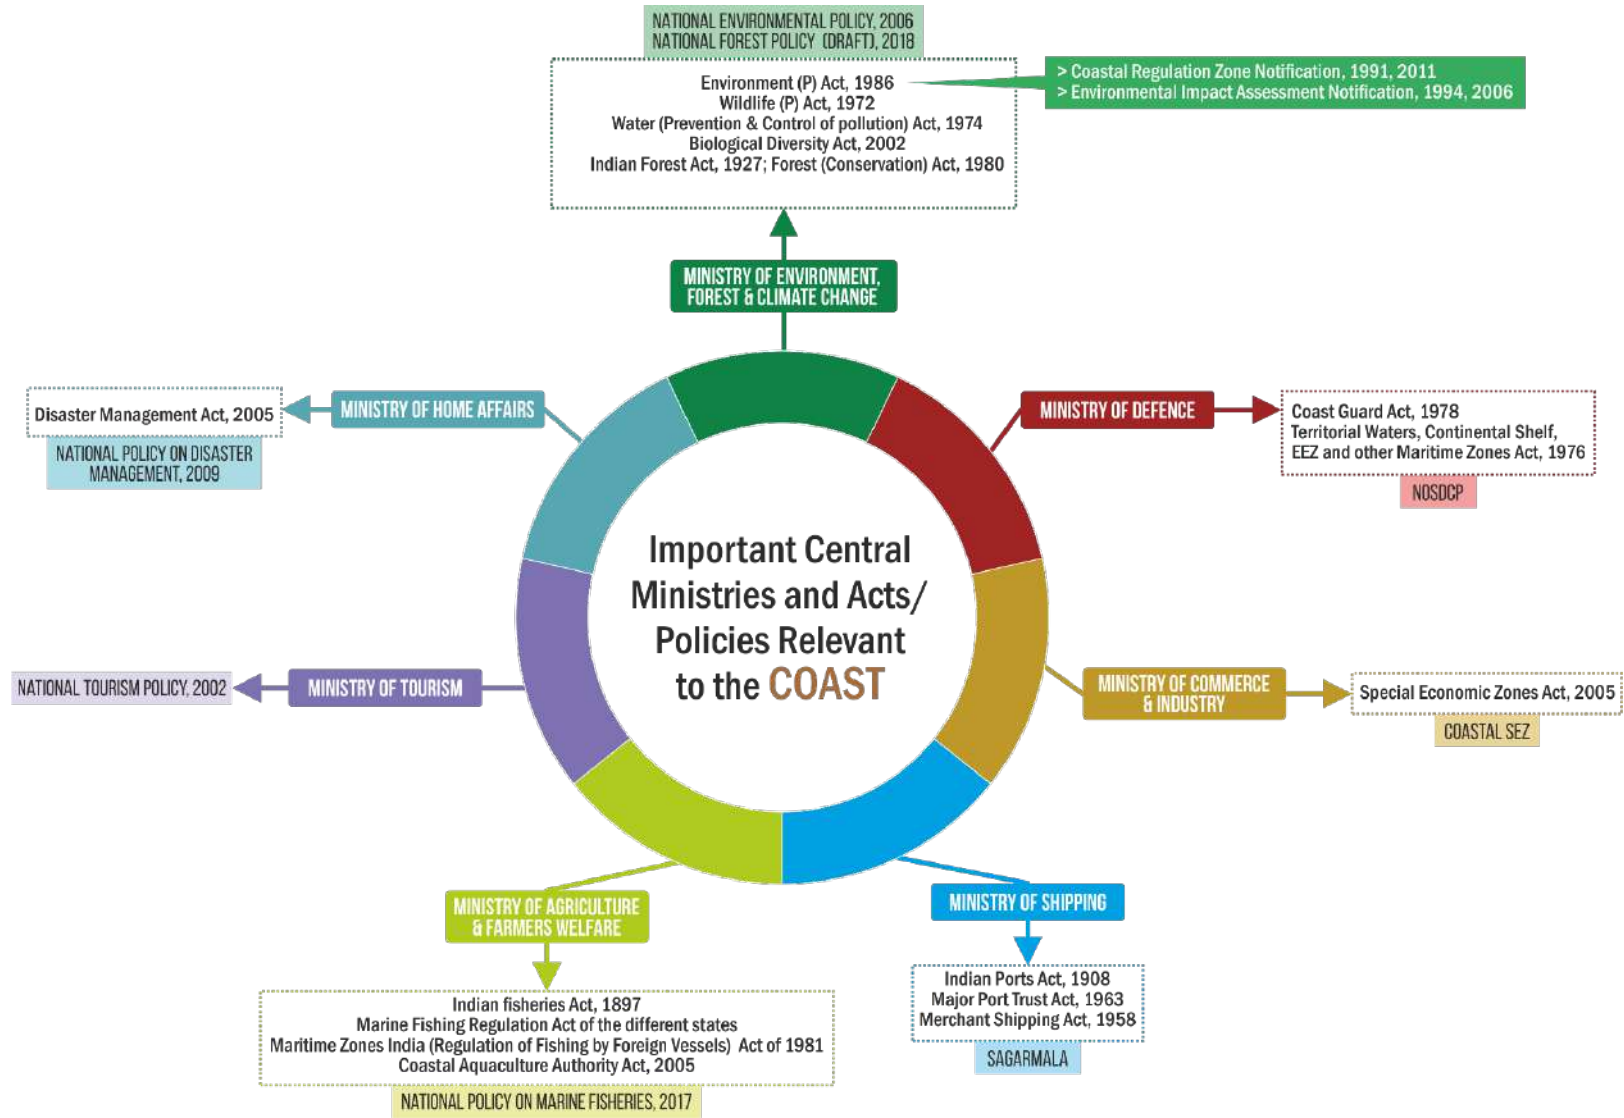 NATIONAL ENVIRONMENTAL POLICY, 2006
NATIONAL FOREST POLICY (DRAFT), 2018
Environment (P) Act, 1986
Wildlife (P) Act, 1972
Water (Prevention & Control of pollution) Act, 1974
Biological Diversity Act, 2002
Indian Forest Act, 1927; Forest (Conservation) Act, 1980
> Coastal Regulation Zone Notification, 1991, 2011
> Environmental Impact Assessment Notification, 1994, 2006
MINISTRY OF ENVIRONMENT,
FOREST & CLIMATE CHANGE
Disaster Management Act, 2005
NATIONAL POLICY ON DISASTER
MANAGEMENT, 2009
MINISTRY OF HOME AFFAIRS
MINISTRY OF DEFENCE
Coast Guard Act, 1978
Territorial Waters, Continental Shelf,
EEZ and other Maritime Zones Act, 1976
NOSDCP
Important Central
Ministries and Acts/
Policies Relevant
to the COAST
NATIONAL TOURISM POLICY, 2002
MINISTRY OF TOURISM
MINISTRY OF COMMERCE
& INDUSTRY
Special Economic Zones Act, 2005
COASTAL SEZ
MINISTRY OF AGRICULTURE
& FARMERS WELFARE
Indian fisheries Act, 1897
Marine Fishing Regulation Act of the different states
Maritime Zones India (Regulation of Fishing by Foreign Vessels) Act of 1981
Coastal Aquaculture Authority Act, 2005
NATIONAL POLICY ON MARINE FISHERIES, 2017
MINISTRY OF SHIPPING
Indian Ports Act, 1908
Major Port Trust Act, 1963
Merchant Shipping Act, 1958
SAGARMALA